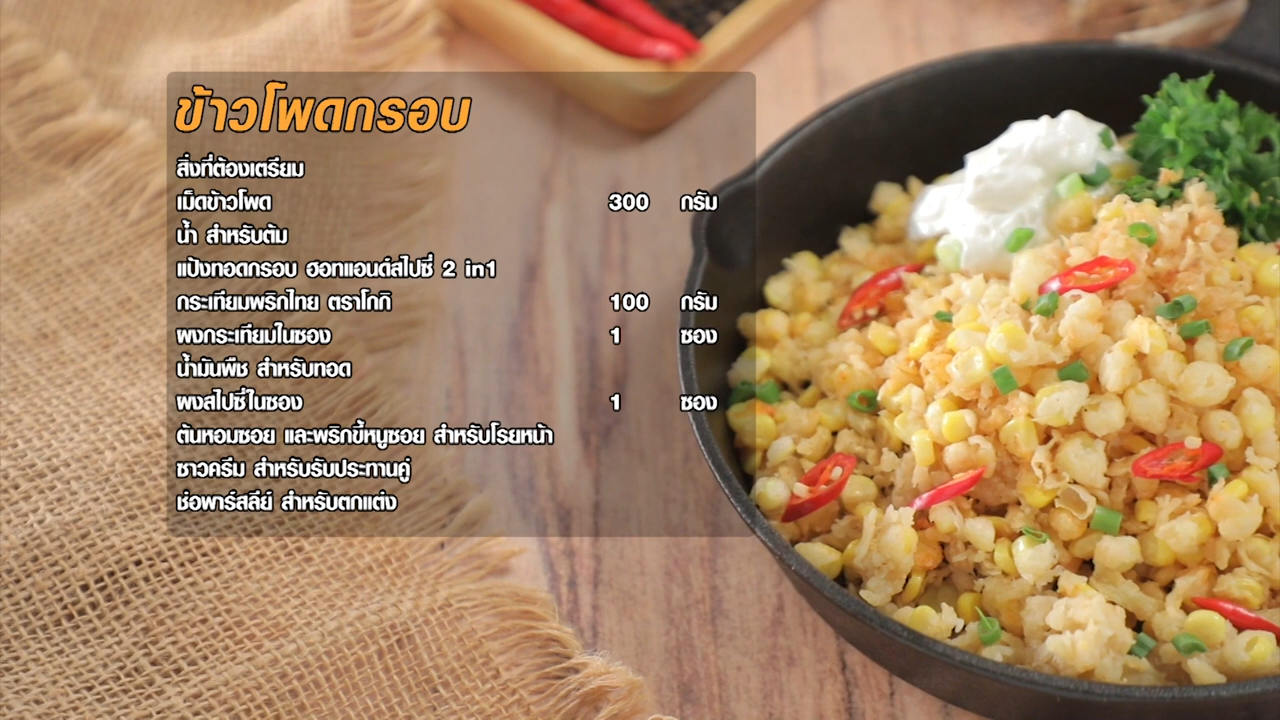 ข้าวโพดกรอบ
สิ่งที่ต้องเตรียม
เม็ดข้าวโพด 300 กรัม
น้ำ สำหรับต้ม
แป้งทอดกรอบ ฮอทแอนด์สไปซี่ 2 in1
กระเทียมพริกไทย ตราโกกิ 100 กรัม
ผงกระเทียมในซอง 1 ซอง
น้ำมันพืช สำหรับทอด
ผงสไปซี่ในซอง 1 ซอง
ต้นหอมซอย และพริกขี้หนูซอย สำหรับโรยหน้า
ซาวครีม สำหรับรับประทานคู่
ช่อพาร์สลีย์ สำหรับตกแต่ง